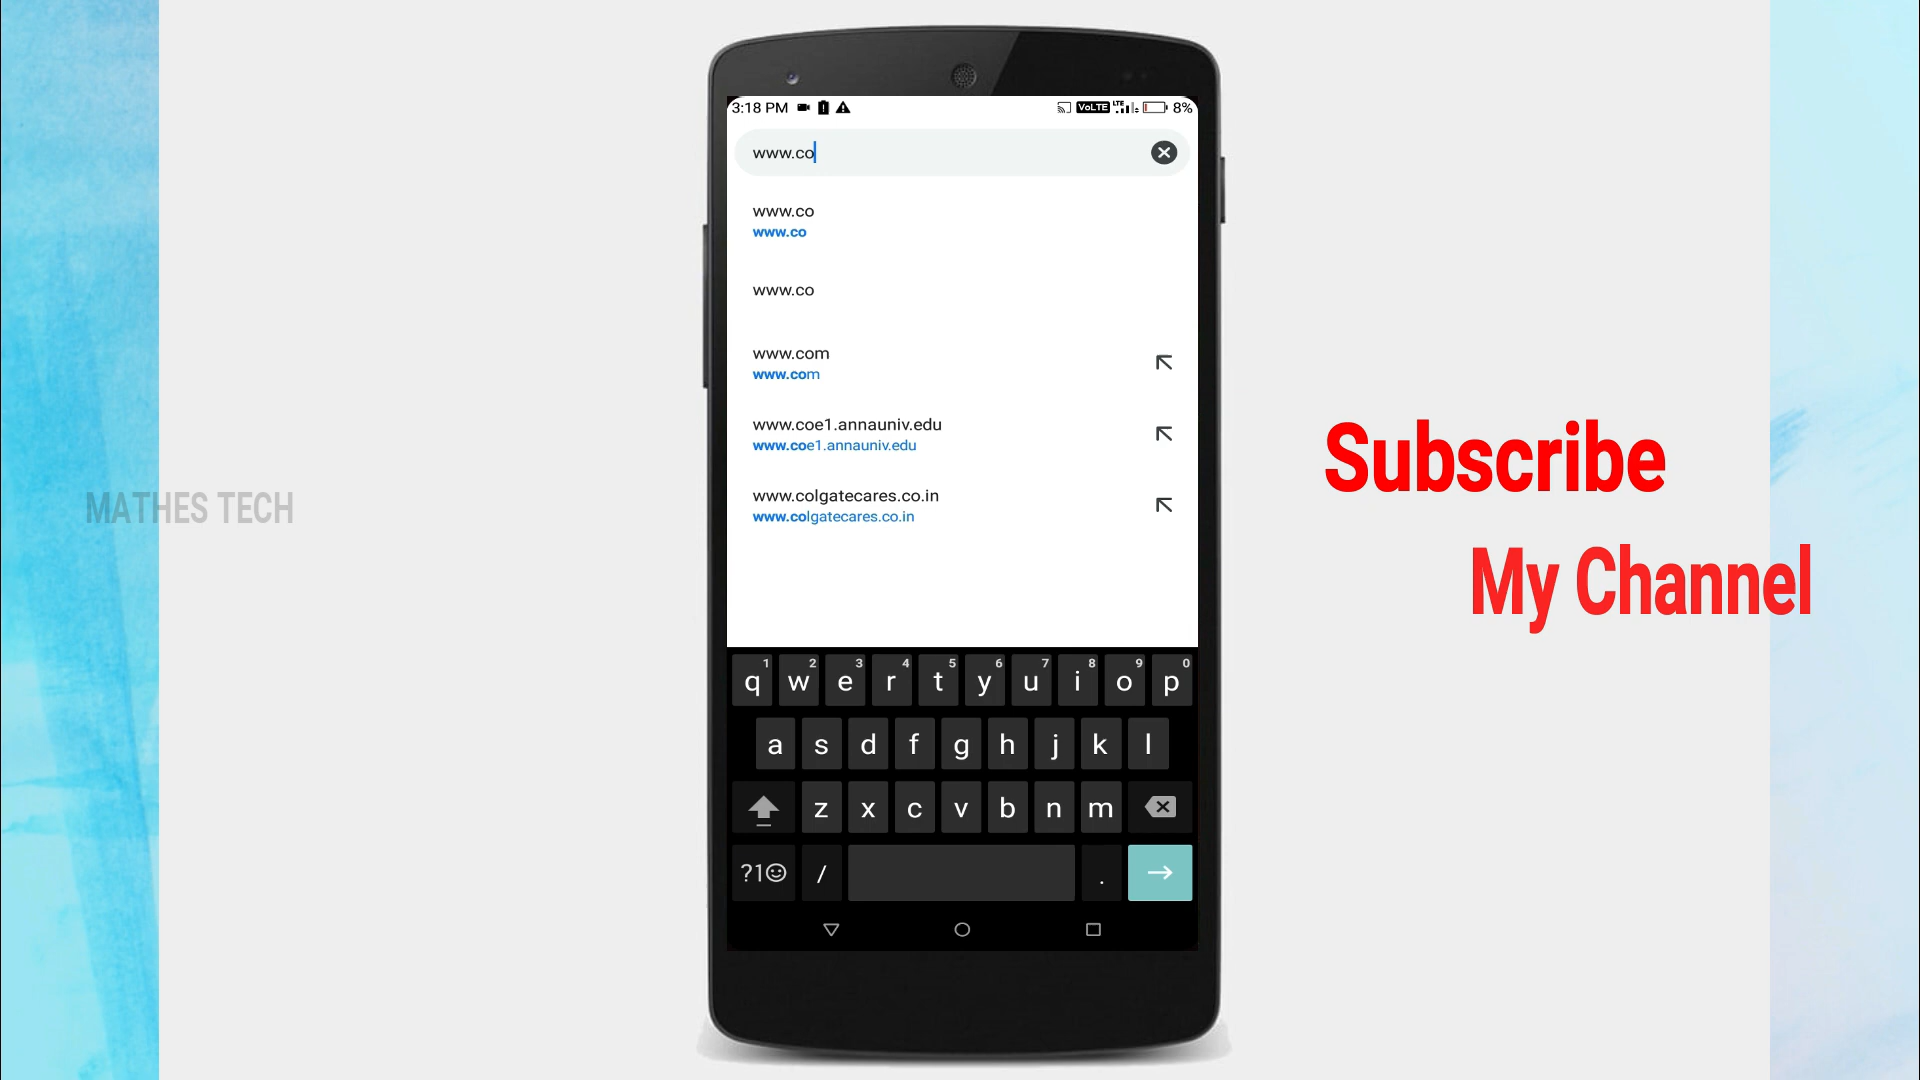 3:18 PM
VoLTE LTE 8%
www.co
www.co
www.co
www.co
www.com
www.com
www.coe1.annauniv.edu
www.coe1.annauniv.edu
www.colgatecares.co.in
www.colgatecares.co.in
MATHES TECH
Subscribe
My Channel
1 2 3 4 5 6 7 8 9 0
q w e r t y u i o p
a s d f g h j k l
z x c v b n m
?1☺ / .